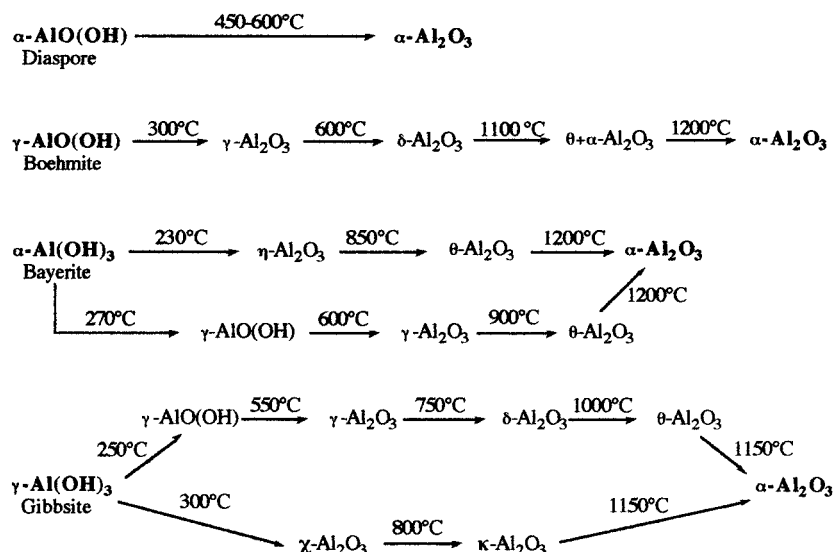 450-600°C
α-AlO(OH) α-Al₂O₃
Diaspore
300°C 600°C 1100°C 1200°C
γ-AlO(OH) γ-Al₂O₃ δ-Al₂O₃ θ+α-Al₂O₃ α-Al₂O₃
Boehmite
230°C 850°C 1200°C
α-Al(OH)₃ η-Al₂O₃ θ-Al₂O₃ α-Al₂O₃
Bayerite
1200°C
270°C 600°C 900°C
γ-AlO(OH) γ-Al₂O₃ θ-Al₂O₃
550°C 750°C 1000°C
γ-AlO(OH) γ-Al₂O₃ δ-Al₂O₃ θ-Al₂O₃
250°C 1150°C
γ-Al(OH)₃ α-Al₂O₃
Gibbsite
300°C 1150°C
800°C
χ-Al₂O₃ κ-Al₂O₃